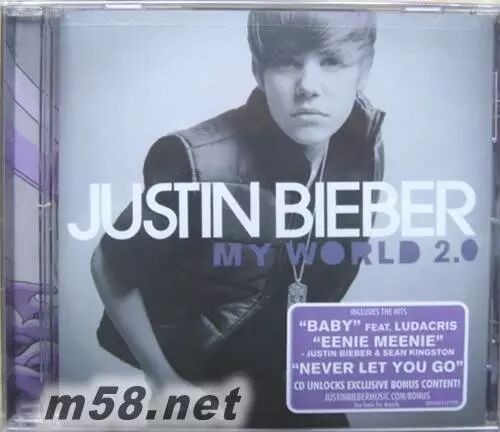 JUSTIN BIEBER
MY WORLD 2.0
INCLUDES THE HITS
"BABY" FEAT. LUDACRIS
"EENIE MEENIE"
- JUSTIN BIEBER & SEAN KINGSTON
"NEVER LET YOU GO"
CD UNLOCKS EXCLUSIVE BONUS CONTENT!
JUSTINBIEBERMUSIC.COM/BONUS
m58.net